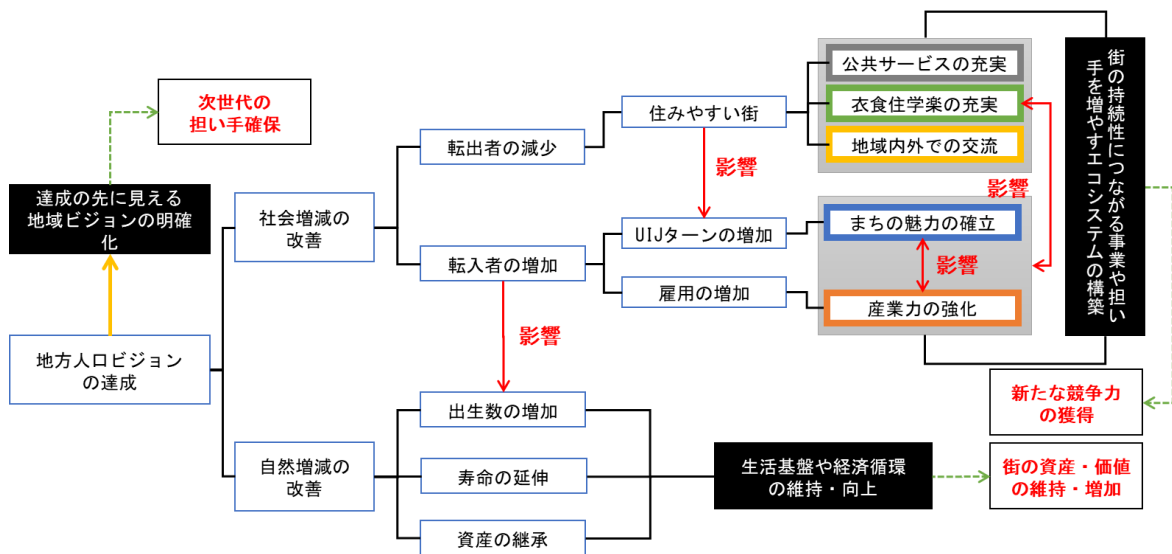 次世代の
担い手確保
達成の先に見える
地域ビジョンの明確
化
地方人口ビジョン
の達成
社会増減の
改善
自然増減の
改善
転出者の減少
転入者の増加
影響
出生数の増加
寿命の延伸
資産の継承
住みやすい街
影響
UIJターンの増加
雇用の増加
公共サービスの充実
衣食住学楽の充実
地域内外での交流
影響
まちの魅力の確立
影響
産業力の強化
街の持続性につながる事業や担い
手を増やすエコシステムの構築
生活基盤や経済循環
の維持・向上
新たな競争力
の獲得
街の資産・価値
の維持・増加